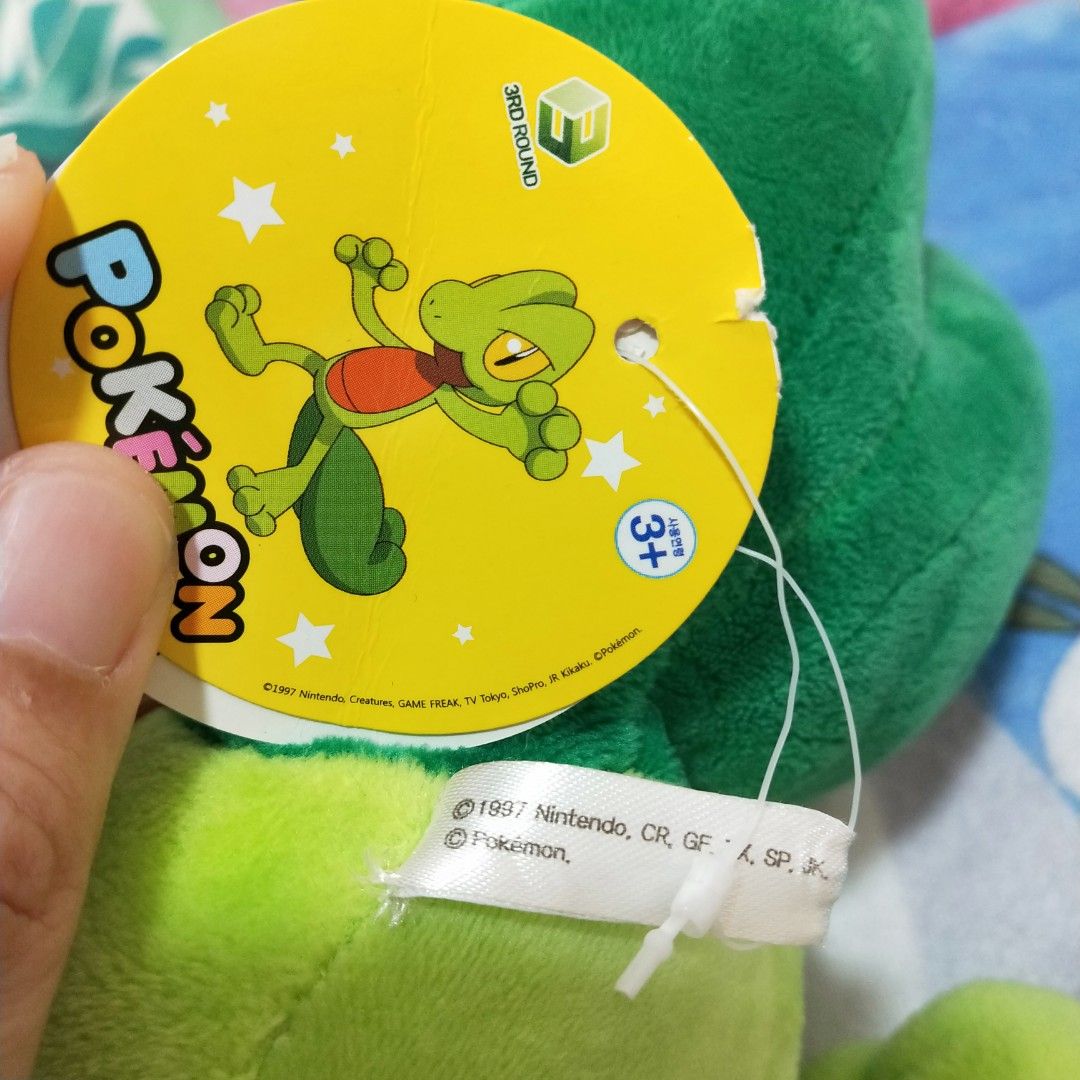 3RD ROUND
POKÉMON
사용연령
3+
©1997 Nintendo, Creatures, GAME FREAK, TV Tokyo, ShoPro, JR Kikaku. ©Pokémon.
©1997 Nintendo, CR, GF, SP, JK.
© Pokémon.